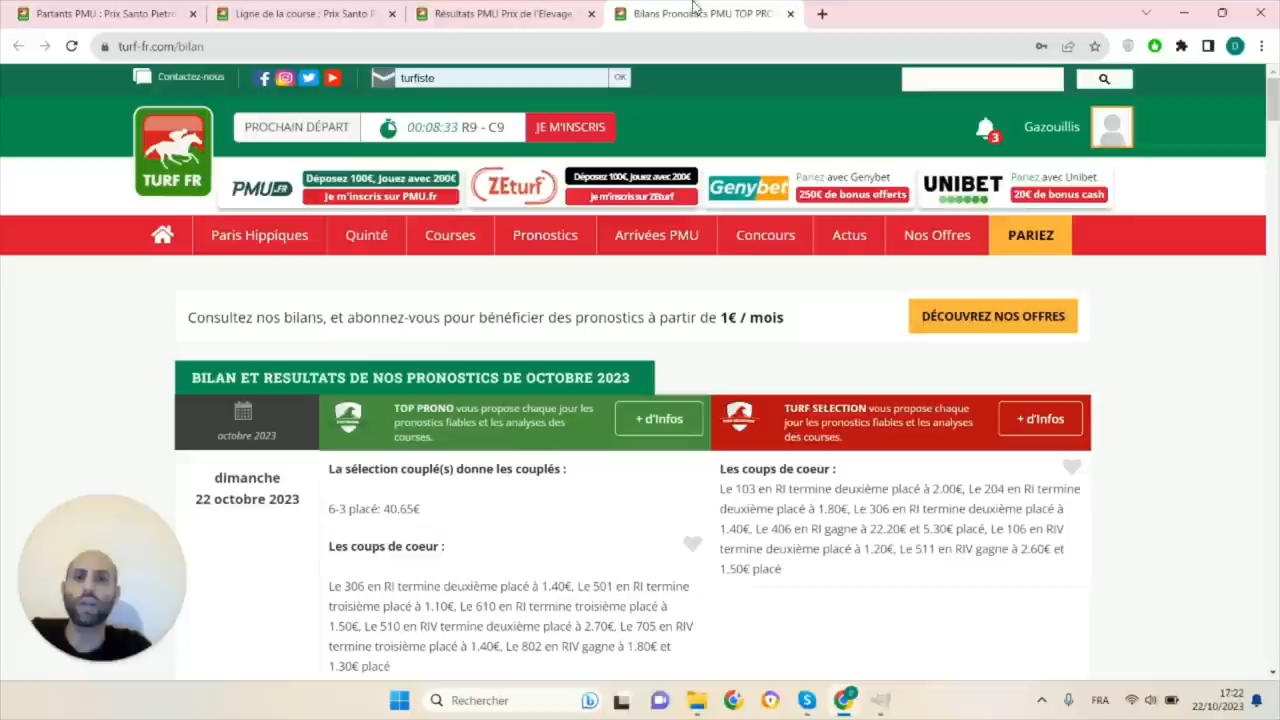 Partants PMU : Prix Santo Pietro
Ligne de la course : Prix Santo P
Résultats PMU Prix de l'Elevage
Bilans Pronostics PMU TOP PRO
turf-fr.com/bilan
Contactez-nous
turfiste
OK
PROCHAIN DÉPART
00:08:33 R9 - C9
JE M'INSCRIS
3
Gazouillis
TURF FR
PMU.FR
Déposez 100€, Jouez avec 200€
Je m'inscris sur PMU.fr
ZEturf
Déposez 100€, Jouez avec 200€
Je m'inscris sur ZEturf
Genybet
Pariez avec Genybet
250€ de bonus offerts
UNIBET
Pariez avec Unibet
20€ de bonus cash
Paris Hippiques
Quinté
Courses
Pronostics
Arrivées PMU
Concours
Actus
Nos Offres
PARIEZ
Consultez nos bilans, et abonnez-vous pour bénéficier des pronostics à partir de 1€ / mois
DÉCOUVREZ NOS OFFRES
BILAN ET RESULTATS DE NOS PRONOSTICS DE OCTOBRE 2023
octobre 2023
TOP PRONO vous propose chaque jour les
pronostics fiables et les analyses des
courses.
+ d'Infos
TURF SELECTION vous propose chaque
jour les pronostics fiables et les analyses
des courses.
+ d'Infos
dimanche
22 octobre 2023
La sélection couplé(s) donne les couplés :
6-3 placé: 40.65€
Les coups de coeur :
Le 306 en RI termine deuxième placé à 1.40€, Le 501 en RI termine
troisième placé à 1.10€, Le 610 en RI termine troisième placé à
1.50€, Le 510 en RIV termine deuxième placé à 2.70€, Le 705 en RIV
termine troisième placé à 1.40€, Le 802 en RIV gagne à 1.80€ et
1.30€ placé
Les coups de coeur :
Le 103 en RI termine deuxième placé à 2.00€, Le 204 en RI termine
deuxième placé à 1.80€, Le 306 en RI termine deuxième placé à
1.40€, Le 406 en RI gagne à 22.20€ et 5.30€ placé, Le 106 en RIV
termine deuxième placé à 1.20€, Le 511 en RIV gagne à 2.60€ et
1.50€ placé
Rechercher
FRA
17:22
22/10/2023